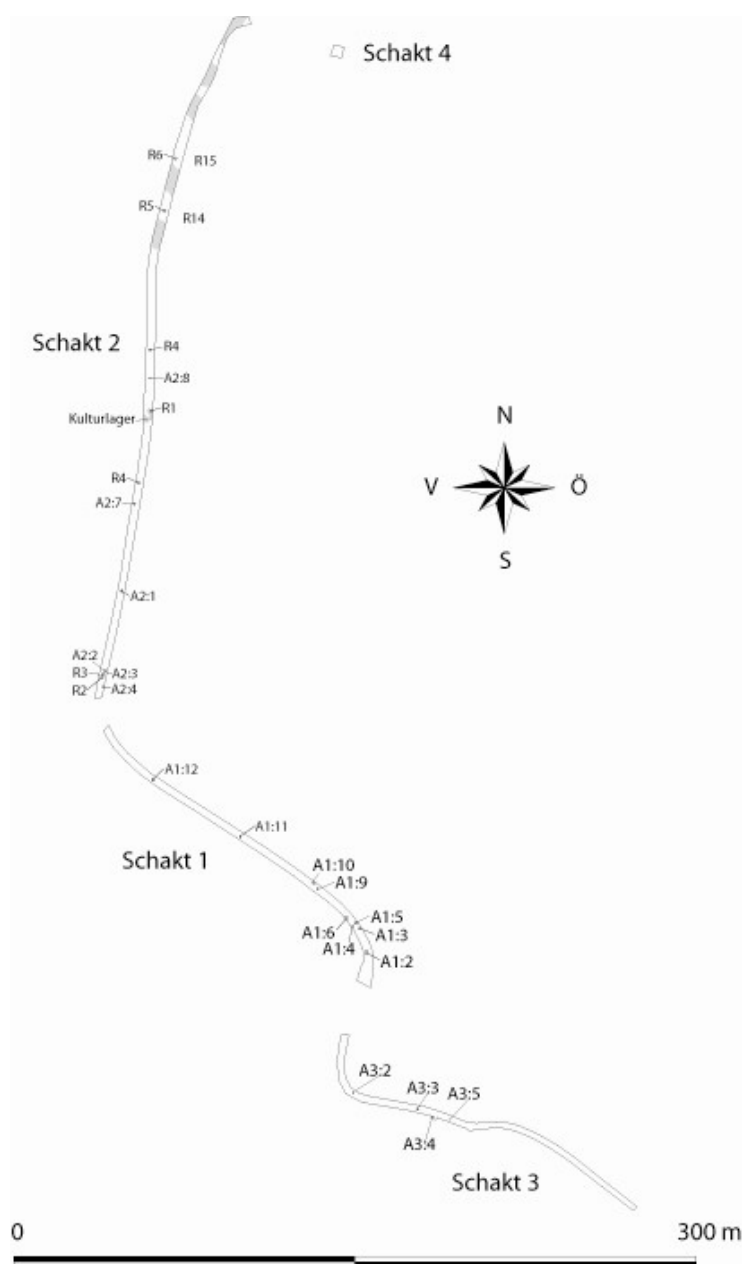 Schakt 4
R6
R15
R5
R14
Schakt 2
R4
A2:8
R1
Kulturlager
N
V
Ö
S
R4
A2:7
A2:1
A2:2
R3
A2:3
R2
A2:4
A1:12
A1:11
Schakt 1
A1:10
A1:9
A1:5
A1:6
A1:3
A1:4
A1:2
A3:2
A3:3
A3:5
A3:4
Schakt 3
0
300 m